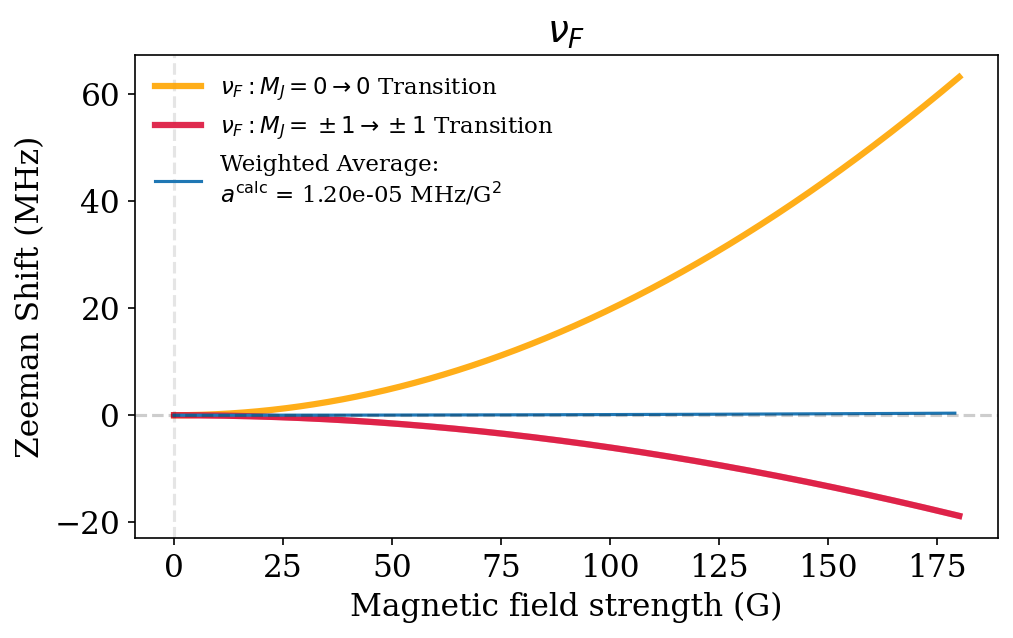 ν_F
ν_F : M_J = 0 → 0 Transition
ν_F : M_J = ±1 → ±1 Transition
Weighted Average:
a^calc = 1.20e-05 MHz/G²
Zeeman Shift (MHz)
60
40
20
0
−20
0 25 50 75 100 125 150 175
Magnetic field strength (G)